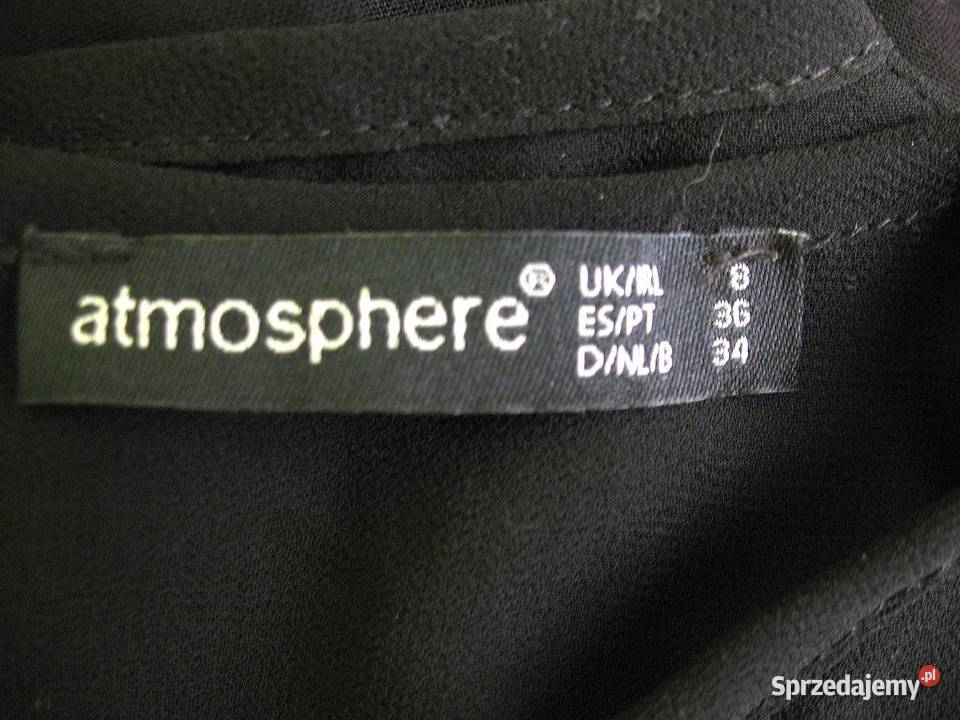 atmosphere®
UK/IRL 8
ES/PT 36
D/NL/B 34
Sprzedajemy.pl